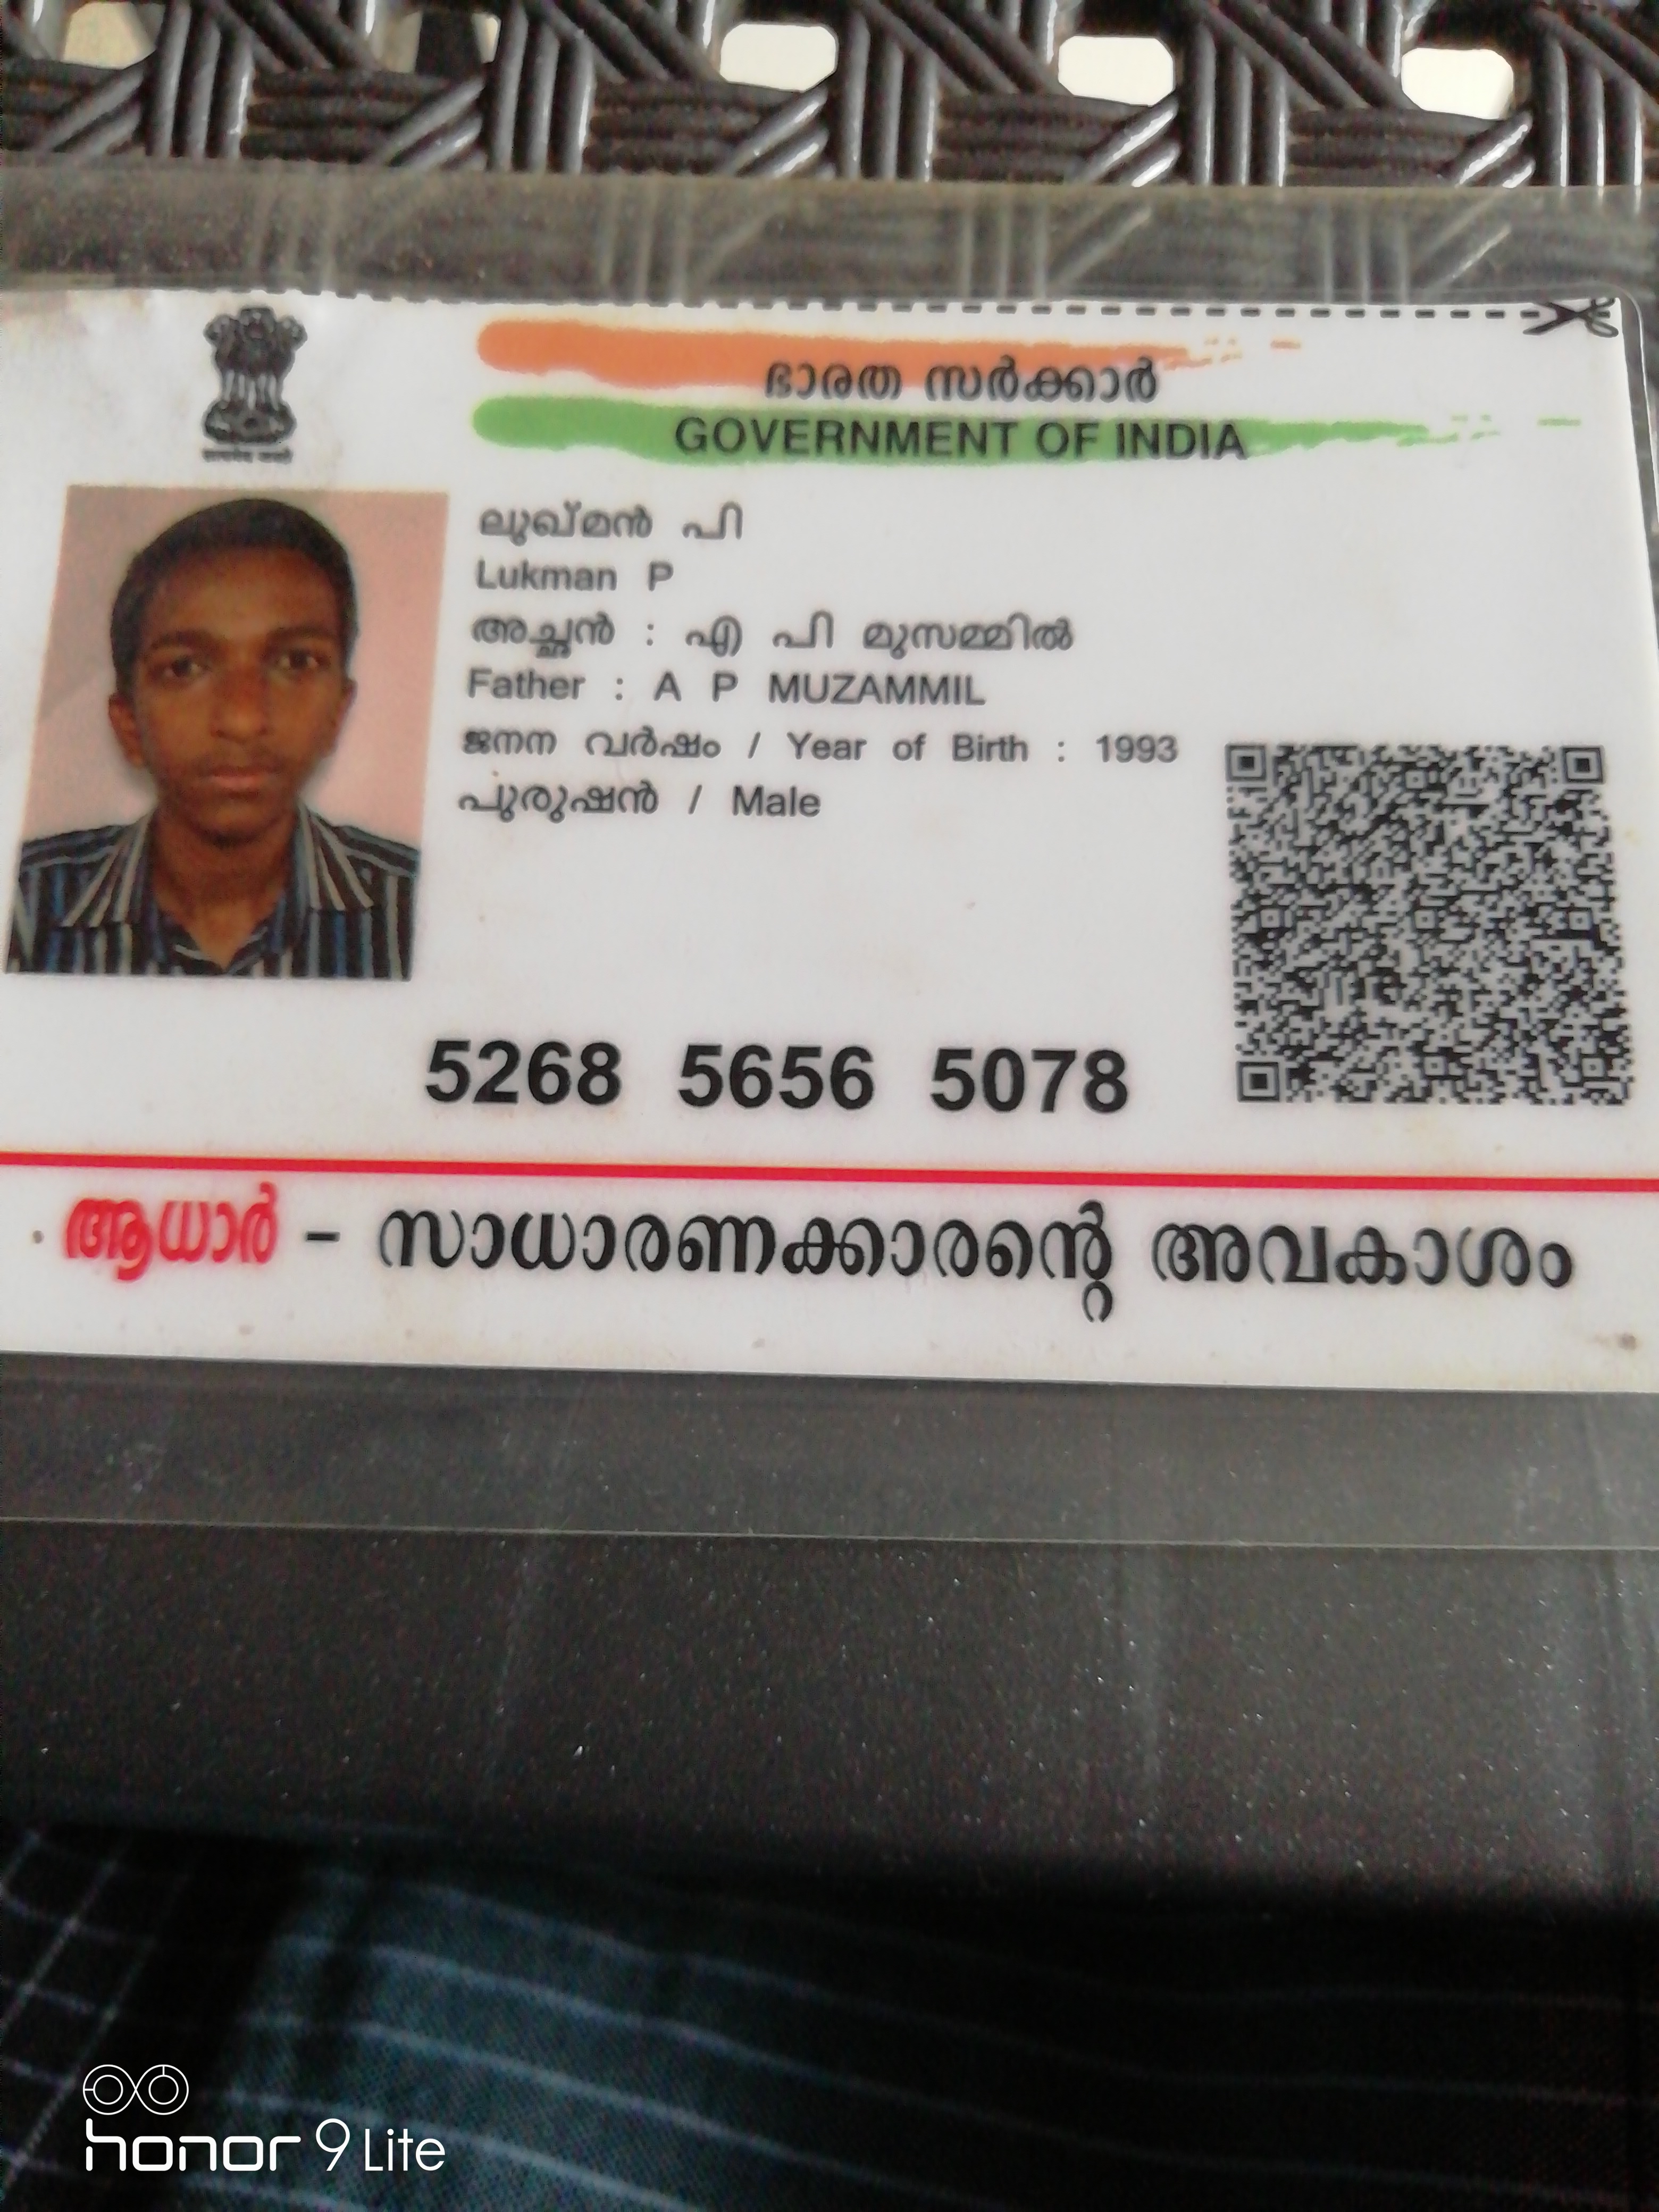 ഭാരത സർക്കാർ
GOVERNMENT OF INDIA
ലുഖ്മൻ പി
Lukman P
അച്ഛൻ : എ പി മുസമ്മിൽ
Father : A P MUZAMMIL
ജനന വർഷം / Year of Birth : 1993
പുരുഷൻ / Male
5268 5656 5078
ആധാർ - സാധാരണക്കാരന്റെ അവകാശം
honor 9 Lite